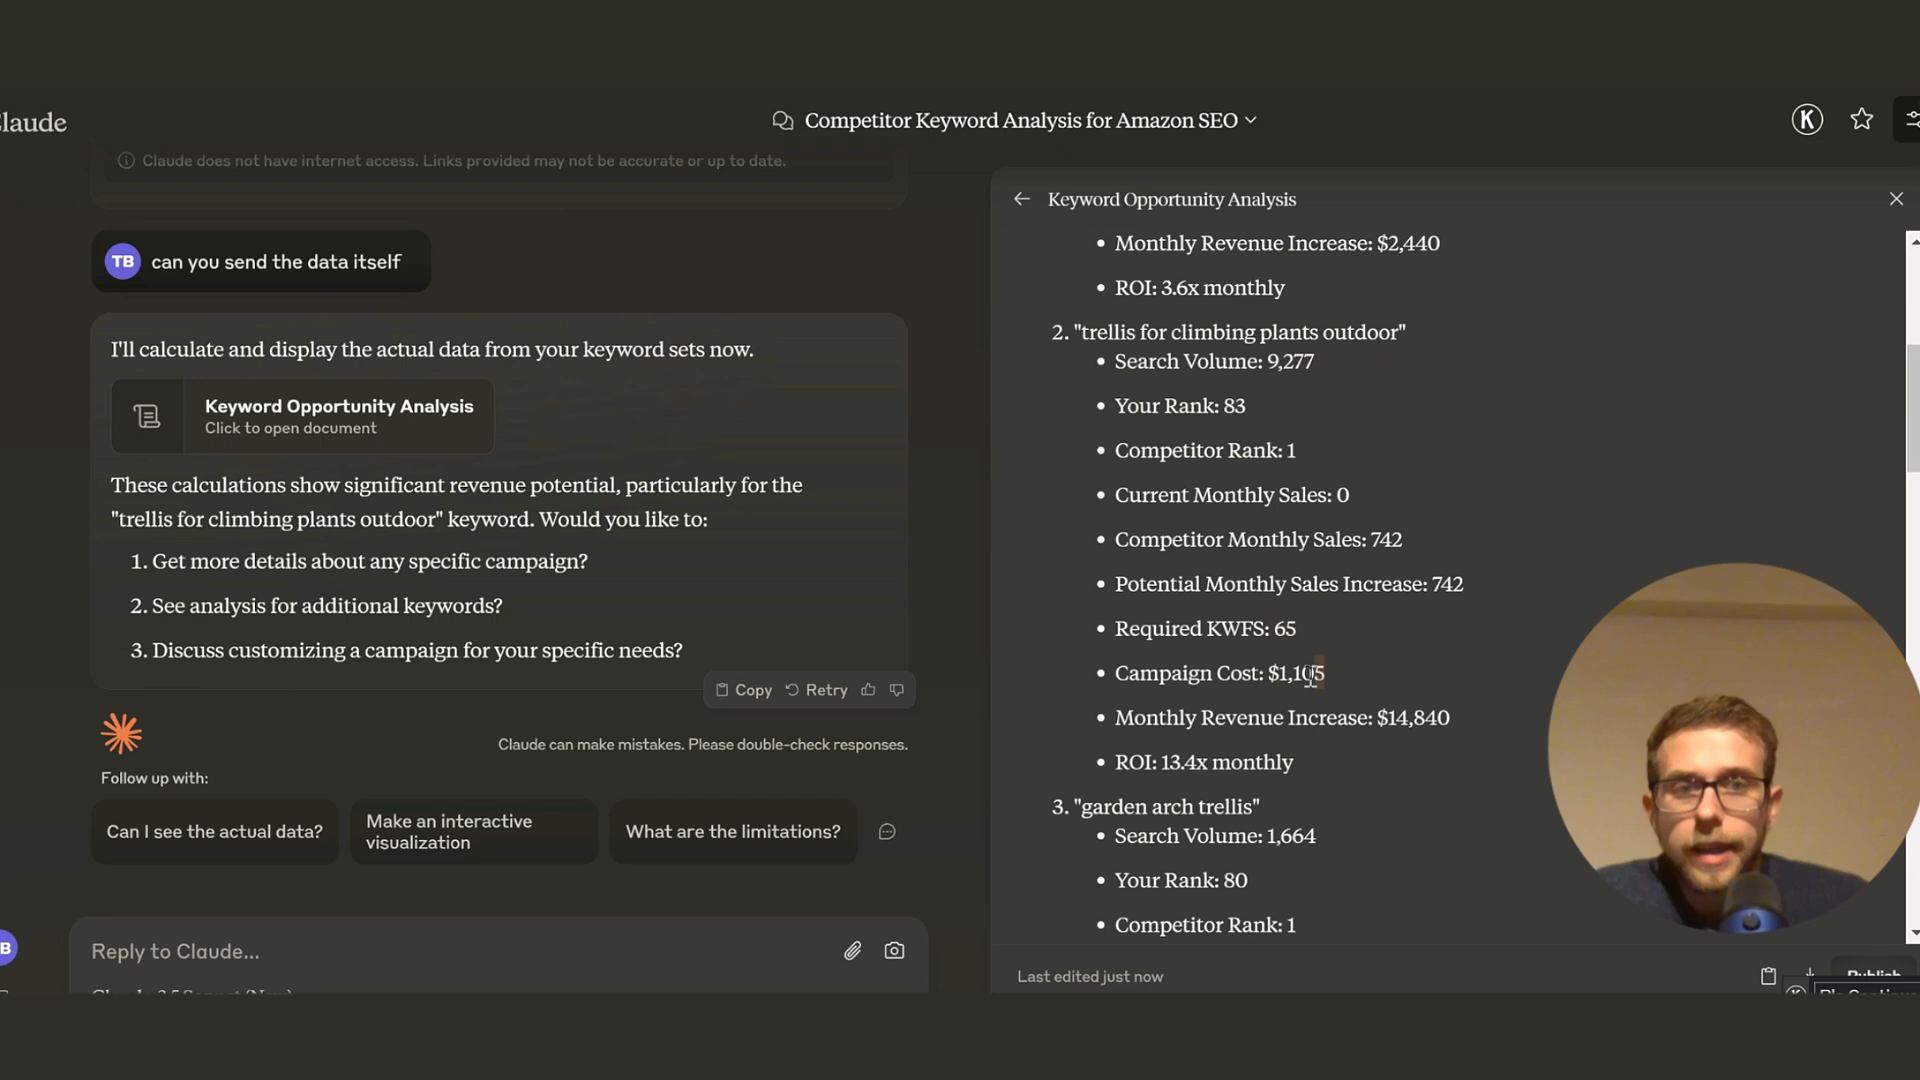 Claude
Competitor Keyword Analysis for Amazon SEO
K
Claude does not have internet access. Links provided may not be accurate or up to date.
TB can you send the data itself
I'll calculate and display the actual data from your keyword sets now.
Keyword Opportunity Analysis
Click to open document
These calculations show significant revenue potential, particularly for the
"trellis for climbing plants outdoor" keyword. Would you like to:
1. Get more details about any specific campaign?
2. See analysis for additional keywords?
3. Discuss customizing a campaign for your specific needs?
Copy Retry
Claude can make mistakes. Please double-check responses.
Follow up with:
Can I see the actual data?
Make an interactive
visualization
What are the limitations?
B
Reply to Claude...
Keyword Opportunity Analysis
• Monthly Revenue Increase: $2,440
• ROI: 3.6x monthly
2. "trellis for climbing plants outdoor"
• Search Volume: 9,277
• Your Rank: 83
• Competitor Rank: 1
• Current Monthly Sales: 0
• Competitor Monthly Sales: 742
• Potential Monthly Sales Increase: 742
• Required KWFS: 65
• Campaign Cost: $1,105
• Monthly Revenue Increase: $14,840
• ROI: 13.4x monthly
3. "garden arch trellis"
• Search Volume: 1,664
• Your Rank: 80
• Competitor Rank: 1
Last edited just now
Publish